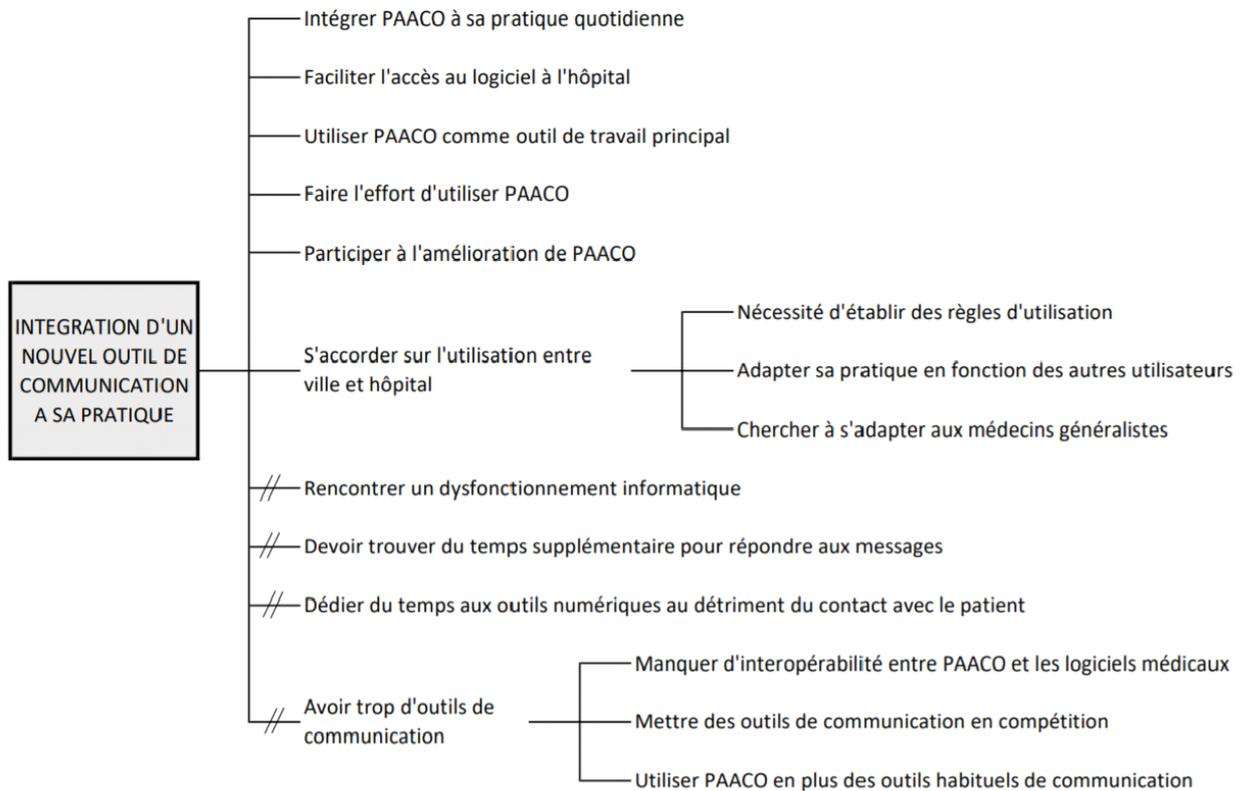 Intégrer PAACO à sa pratique quotidienne
Faciliter l'accès au logiciel à l'hôpital
Utiliser PAACO comme outil de travail principal
Faire l'effort d'utiliser PAACO
Participer à l'amélioration de PAACO
INTEGRATION D'UN
NOUVEL OUTIL DE
COMMUNICATION
A SA PRATIQUE
S'accorder sur l'utilisation entre
ville et hôpital
Nécessité d'établir des règles d'utilisation
Adapter sa pratique en fonction des autres utilisateurs
Chercher à s'adapter aux médecins généralistes
Rencontrer un dysfonctionnement informatique
Devoir trouver du temps supplémentaire pour répondre aux messages
Dédier du temps aux outils numériques au détriment du contact avec le patient
Avoir trop d'outils de
communication
Manquer d'interopérabilité entre PAACO et les logiciels médicaux
Mettre des outils de communication en compétition
Utiliser PAACO en plus des outils habituels de communication